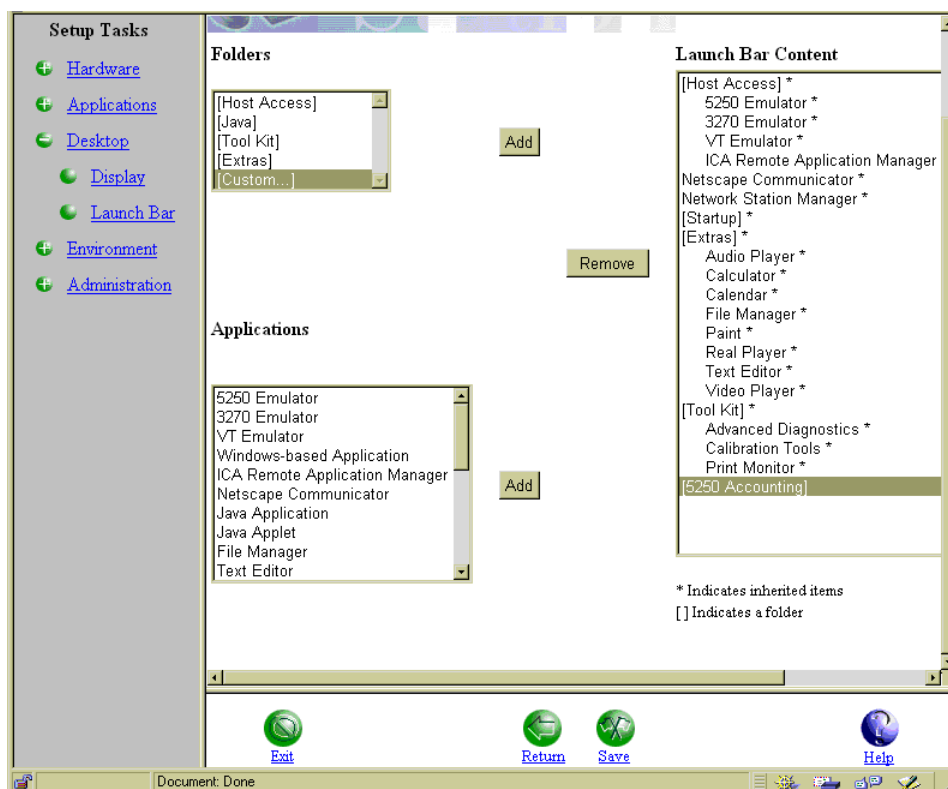 Setup Tasks
Hardware
Applications
Desktop
Display
Launch Bar
Environment
Administration
Folders
[Host Access]
[Java]
[Tool Kit]
[Extras]
[Custom...]
Add
Remove
Applications
5250 Emulator
3270 Emulator
VT Emulator
Windows-based Application
ICA Remote Application Manager
Netscape Communicator
Java Application
Java Applet
File Manager
Text Editor
Add
Launch Bar Content
[Host Access] *
5250 Emulator *
3270 Emulator *
VT Emulator *
ICA Remote Application Manager
Netscape Communicator *
Network Station Manager *
[Startup] *
[Extras] *
Audio Player *
Calculator *
Calendar *
File Manager *
Paint *
Real Player *
Text Editor *
Video Player *
[Tool Kit] *
Advanced Diagnostics *
Calibration Tools *
Print Monitor *
[5250 Accounting]
* Indicates inherited items
[ ] Indicates a folder
Exit
Return
Save
Help
Document: Done